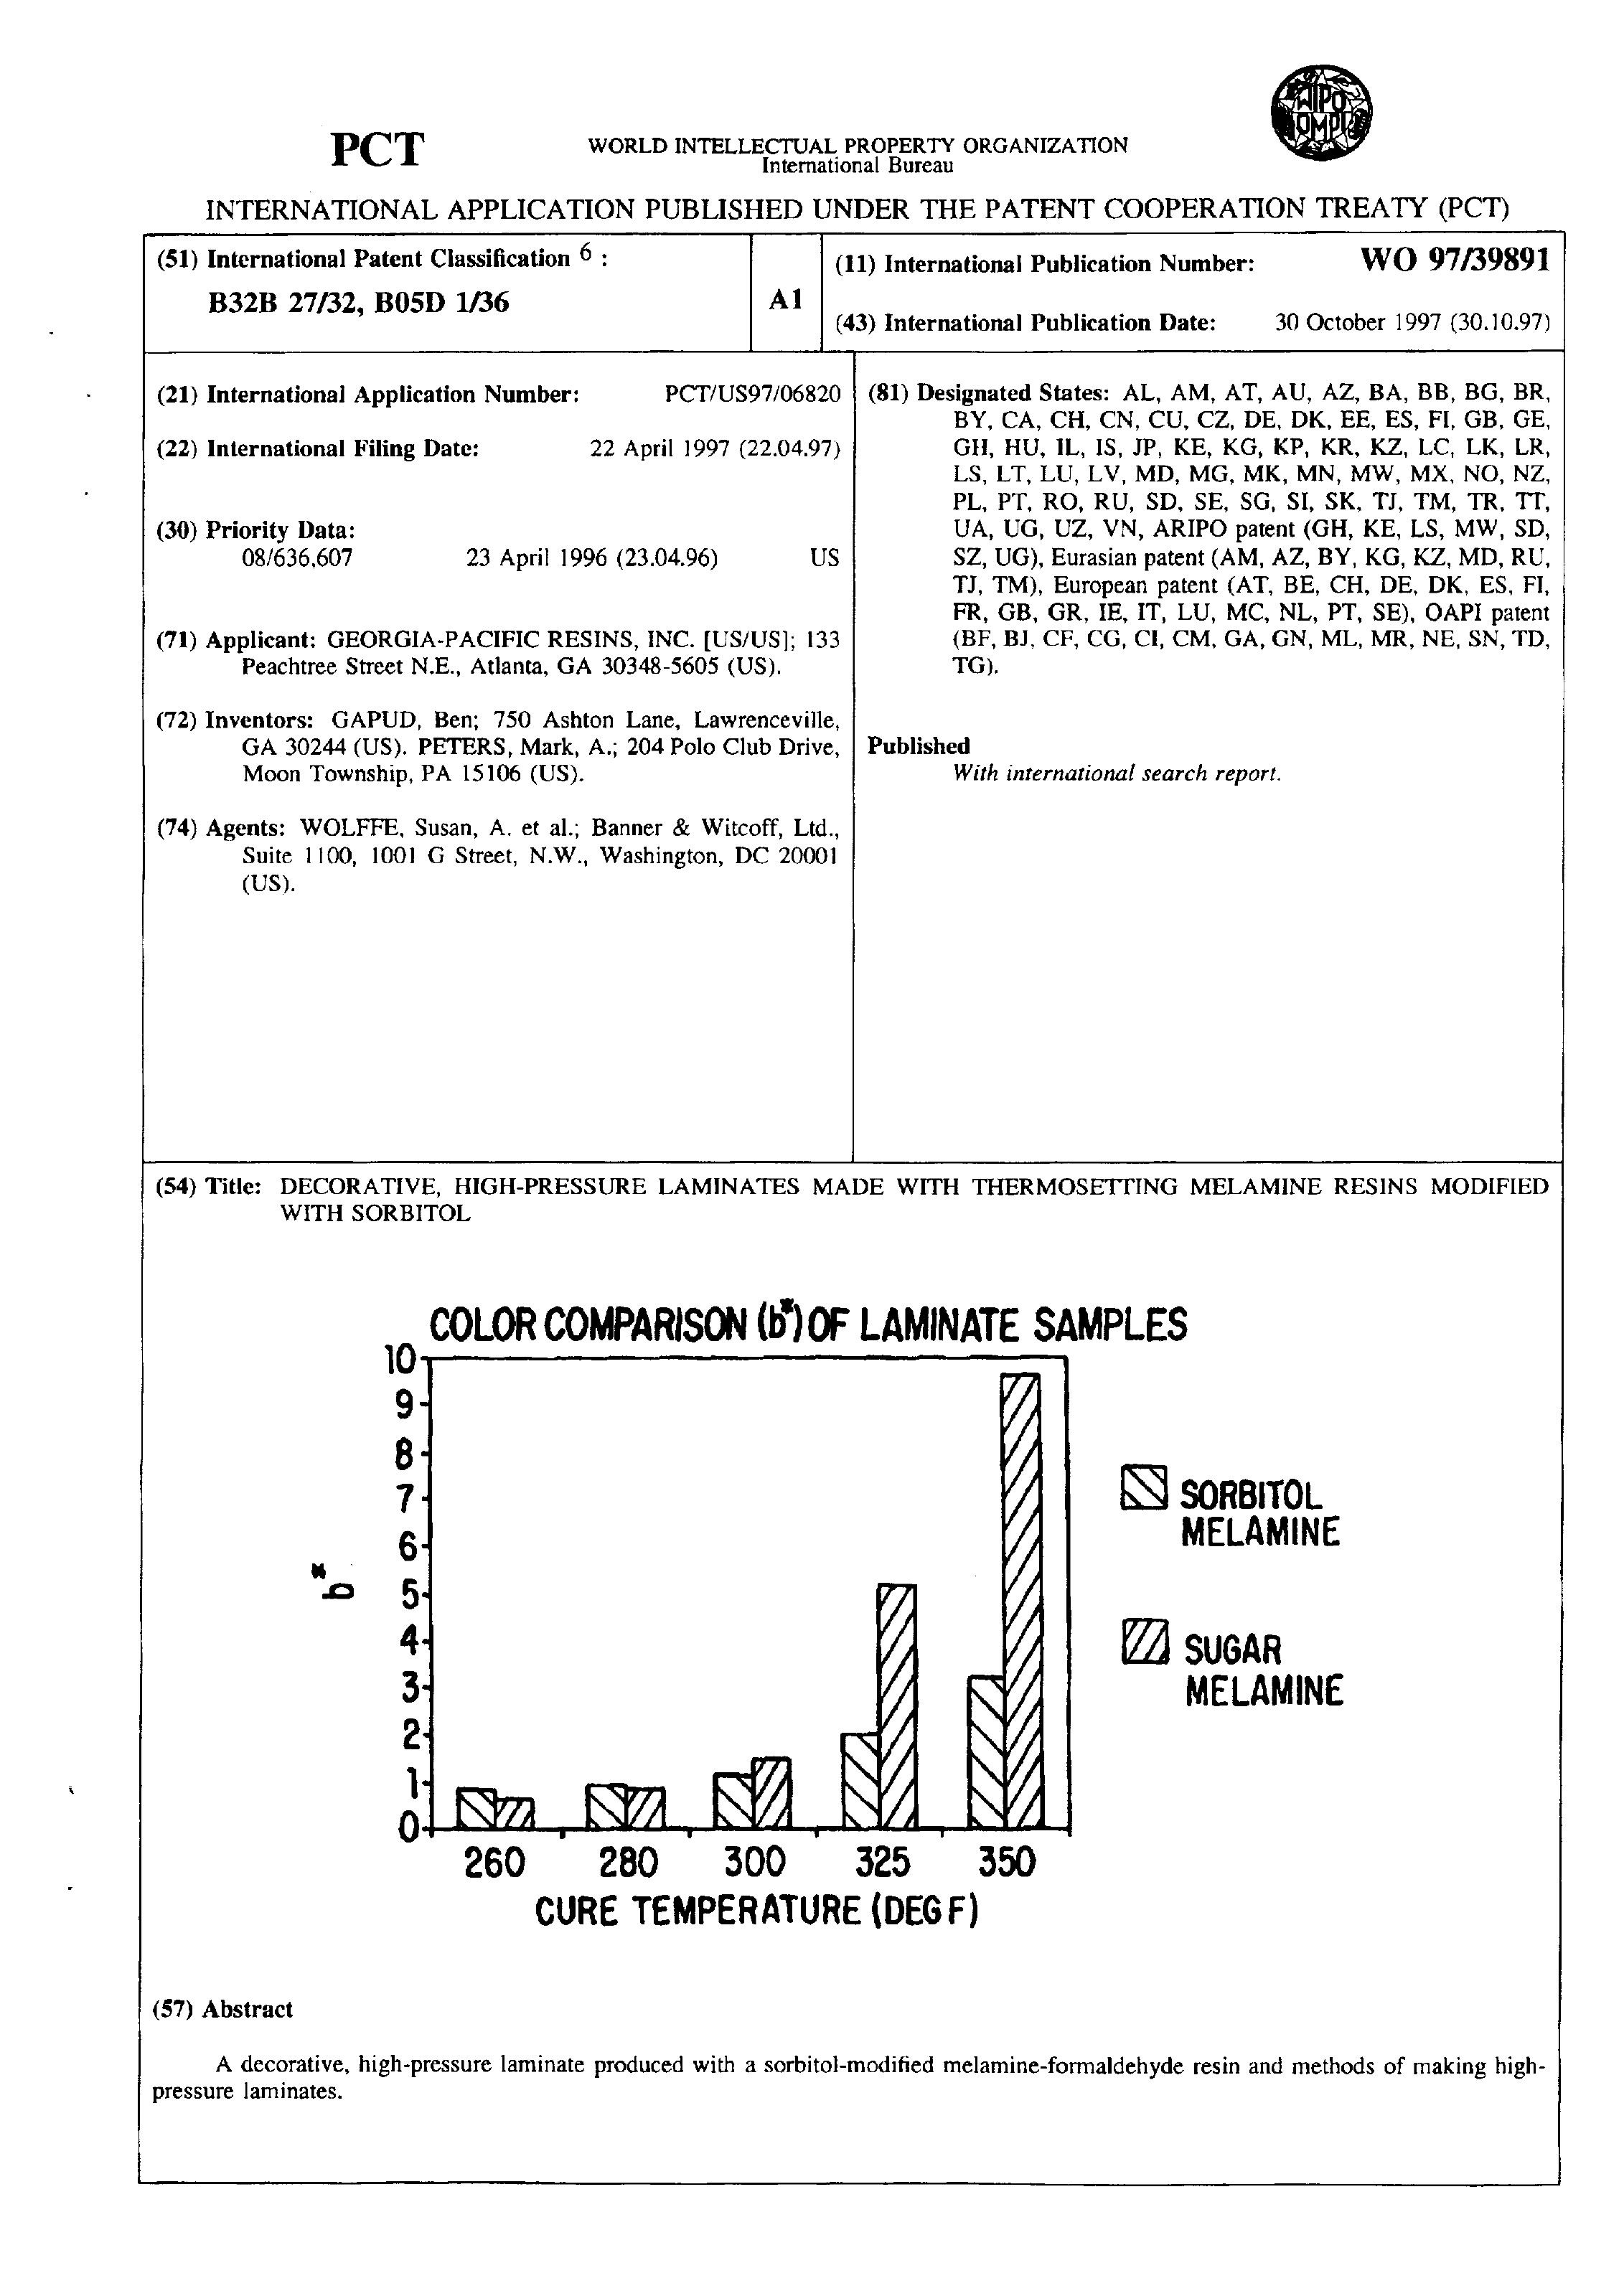 WIPO
OMPI
PCT
WORLD INTELLECTUAL PROPERTY ORGANIZATION
International Bureau
INTERNATIONAL APPLICATION PUBLISHED UNDER THE PATENT COOPERATION TREATY (PCT)
(51) International Patent Classification 6 :
B32B 27/32, B05D 1/36
A1
(11) International Publication Number: WO 97/39891
(43) International Publication Date: 30 October 1997 (30.10.97)
(21) International Application Number: PCT/US97/06820
(22) International Filing Date: 22 April 1997 (22.04.97)
(30) Priority Data:
08/636,607 23 April 1996 (23.04.96) US
(71) Applicant: GEORGIA-PACIFIC RESINS, INC. [US/US]; 133
Peachtree Street N.E., Atlanta, GA 30348-5605 (US).
(72) Inventors: GAPUD, Ben; 750 Ashton Lane, Lawrenceville,
GA 30244 (US). PETERS, Mark, A.; 204 Polo Club Drive,
Moon Township, PA 15106 (US).
(74) Agents: WOLFFE, Susan, A. et al.; Banner & Witcoff, Ltd.,
Suite 1100, 1001 G Street, N.W., Washington, DC 20001
(US).
(81) Designated States: AL, AM, AT, AU, AZ, BA, BB, BG, BR,
BY, CA, CH, CN, CU, CZ, DE, DK, EE, ES, FI, GB, GE,
GH, HU, IL, IS, JP, KE, KG, KP, KR, KZ, LC, LK, LR,
LS, LT, LU, LV, MD, MG, MK, MN, MW, MX, NO, NZ,
PL, PT, RO, RU, SD, SE, SG, SI, SK, TJ, TM, TR, TT,
UA, UG, UZ, VN, ARIPO patent (GH, KE, LS, MW, SD,
SZ, UG), Eurasian patent (AM, AZ, BY, KG, KZ, MD, RU,
TJ, TM), European patent (AT, BE, CH, DE, DK, ES, FI,
FR, GB, GR, IE, IT, LU, MC, NL, PT, SE), OAPI patent
(BF, BJ, CF, CG, CI, CM, GA, GN, ML, MR, NE, SN, TD,
TG).
Published
With international search report.
(54) Title: DECORATIVE, HIGH-PRESSURE LAMINATES MADE WITH THERMOSETTING MELAMINE RESINS MODIFIED
WITH SORBITOL
COLOR COMPARISON (b*) OF LAMINATE SAMPLES
10
9
8
7
6
5
4
3
2
1
0
b*
260 280 300 325 350
CURE TEMPERATURE (DEG F)
SORBITOL
MELAMINE
SUGAR
MELAMINE
(57) Abstract
A decorative, high-pressure laminate produced with a sorbitol-modified melamine-formaldehyde resin and methods of making high-
pressure laminates.